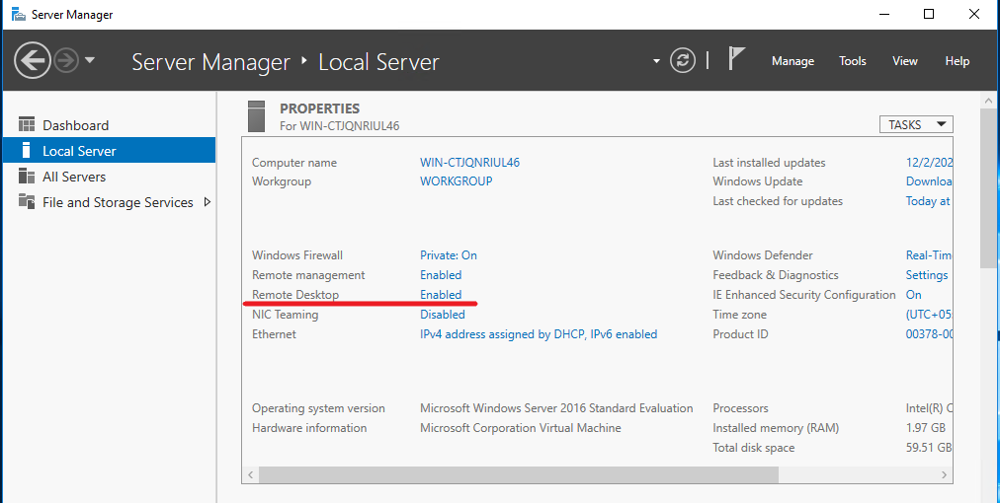 Server Manager
Server Manager ‣ Local Server
Manage Tools View Help
Dashboard
Local Server
All Servers
File and Storage Services
PROPERTIES
For WIN-CTJQNRIUL46
TASKS
Computer name WIN-CTJQNRIUL46
Workgroup WORKGROUP
Last installed updates 12/2/202
Windows Update Downloa
Last checked for updates Today at
Windows Firewall Private: On
Remote management Enabled
Remote Desktop Enabled
NIC Teaming Disabled
Ethernet IPv4 address assigned by DHCP, IPv6 enabled
Windows Defender Real-Tim
Feedback & Diagnostics Settings
IE Enhanced Security Configuration On
Time zone (UTC+05:
Product ID 00378-00
Operating system version Microsoft Windows Server 2016 Standard Evaluation
Hardware information Microsoft Corporation Virtual Machine
Processors Intel(R) C
Installed memory (RAM) 1.97 GB
Total disk space 59.51 GB